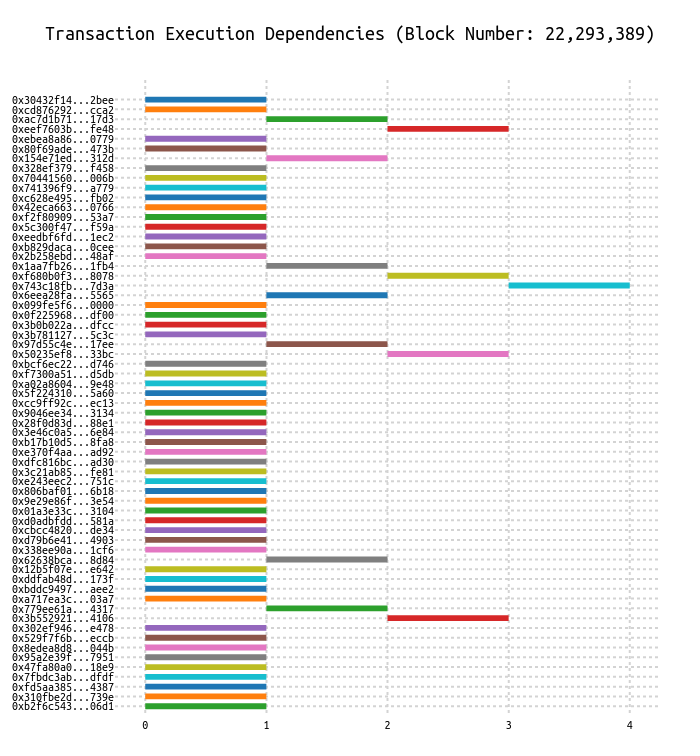 Transaction Execution Dependencies (Block Number: 22,293,389)
0x30432f14...2bee
0xcd876292...cca2
0xac7d1b71...17d3
0xeef7603b...fe48
0xebea8a86...0779
0x80f69ade...473b
0x154e71ed...312d
0x328ef379...f458
0x70441560...006b
0x741396f9...a779
0xc628e495...fb02
0x42eca663...0766
0xf2f80909...53a7
0x5c300f47...f59a
0xeedbf6fd...1ec2
0xb829daca...0cee
0x2b258ebd...48af
0x1aa7fb26...1fb4
0xf680b0f3...8078
0x743c18fb...7d3a
0x6eea28fa...5565
0x099fe5f6...0000
0x0f225968...df00
0x3b0b022a...dfcc
0x3b781127...5c3c
0x97d55c4e...17ee
0x50235ef8...33bc
0xbcf6ec22...d746
0xf7300a51...d5db
0xa02a8604...9e48
0x5f224310...5a60
0xcc9ff92c...ec13
0x9046ee34...3134
0x28f0d83d...88e1
0x3e46c0a5...6e84
0xb17b10d5...8fa8
0xe370f4aa...ad92
0xdfc816bc...ad30
0x3c21ab85...fe81
0xe243eec2...751c
0x806baf01...6b18
0x9e29e86f...3e54
0x01a3e33c...3104
0xd0adbfdd...581a
0xcbcc4820...de34
0xd79b6e41...4903
0x338ee90a...1cf6
0x62638bca...8d84
0x12b5f07e...e642
0xddfab48d...173f
0xbddc9497...aee2
0xa717ea3c...03a7
0x779ee61a...4317
0x3b552921...4106
0x302ef946...e478
0x529f7f6b...eccb
0x8edea8d8...044b
0x95a2e39f...7951
0x47fa80a0...18e9
0x7fbdc3ab...dfdf
0xfd5aa385...4387
0x310fbe2d...739e
0xb2f6c543...06d1
0 1 2 3 4